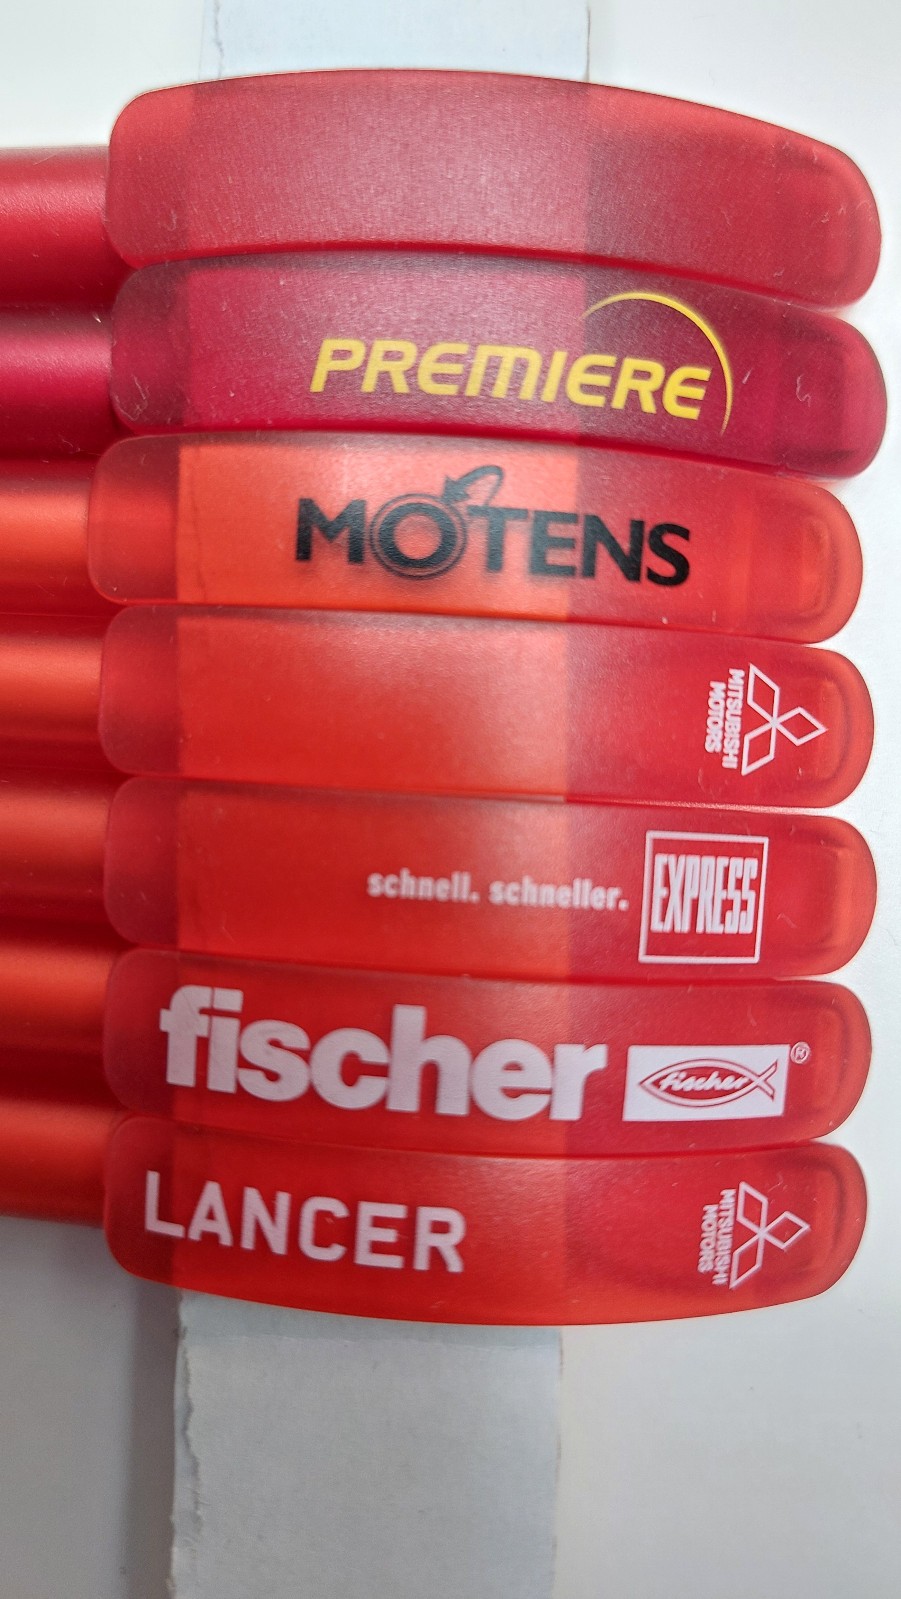 PREMIERE
MOTENS
MITSUBISHI
MOTORS
schnell. schneller. EXPRESS
fischer fischer ®
LANCER
MITSUBISHI
MOTORS